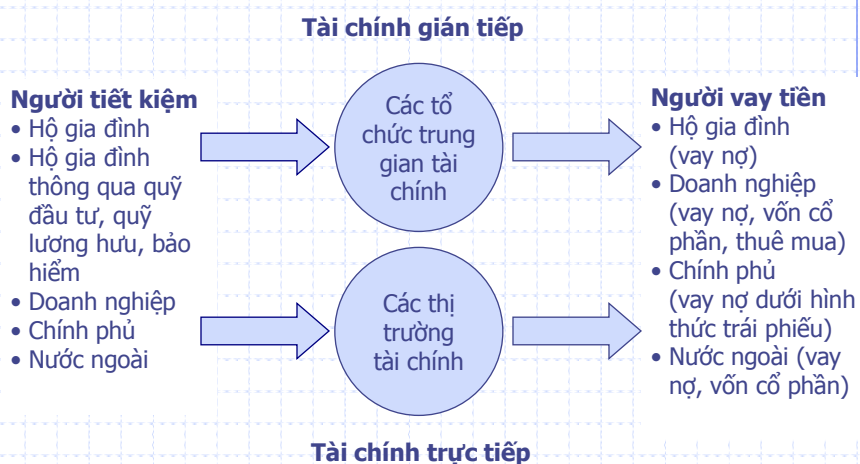 Tài chính gián tiếp
Người tiết kiệm
• Hộ gia đình
• Hộ gia đình
thông qua quỹ
đầu tư, quỹ
lương hưu, bảo
hiểm
• Doanh nghiệp
• Chính phủ
• Nước ngoài
Các tổ
chức trung
gian tài
chính
Các thị
trường
tài chính
Người vay tiền
• Hộ gia đình
(vay nợ)
• Doanh nghiệp
(vay nợ, vốn cổ
phần, thuê mua)
• Chính phủ
(vay nợ dưới hình
thức trái phiếu)
• Nước ngoài (vay
nợ, vốn cổ phần)
Tài chính trực tiếp